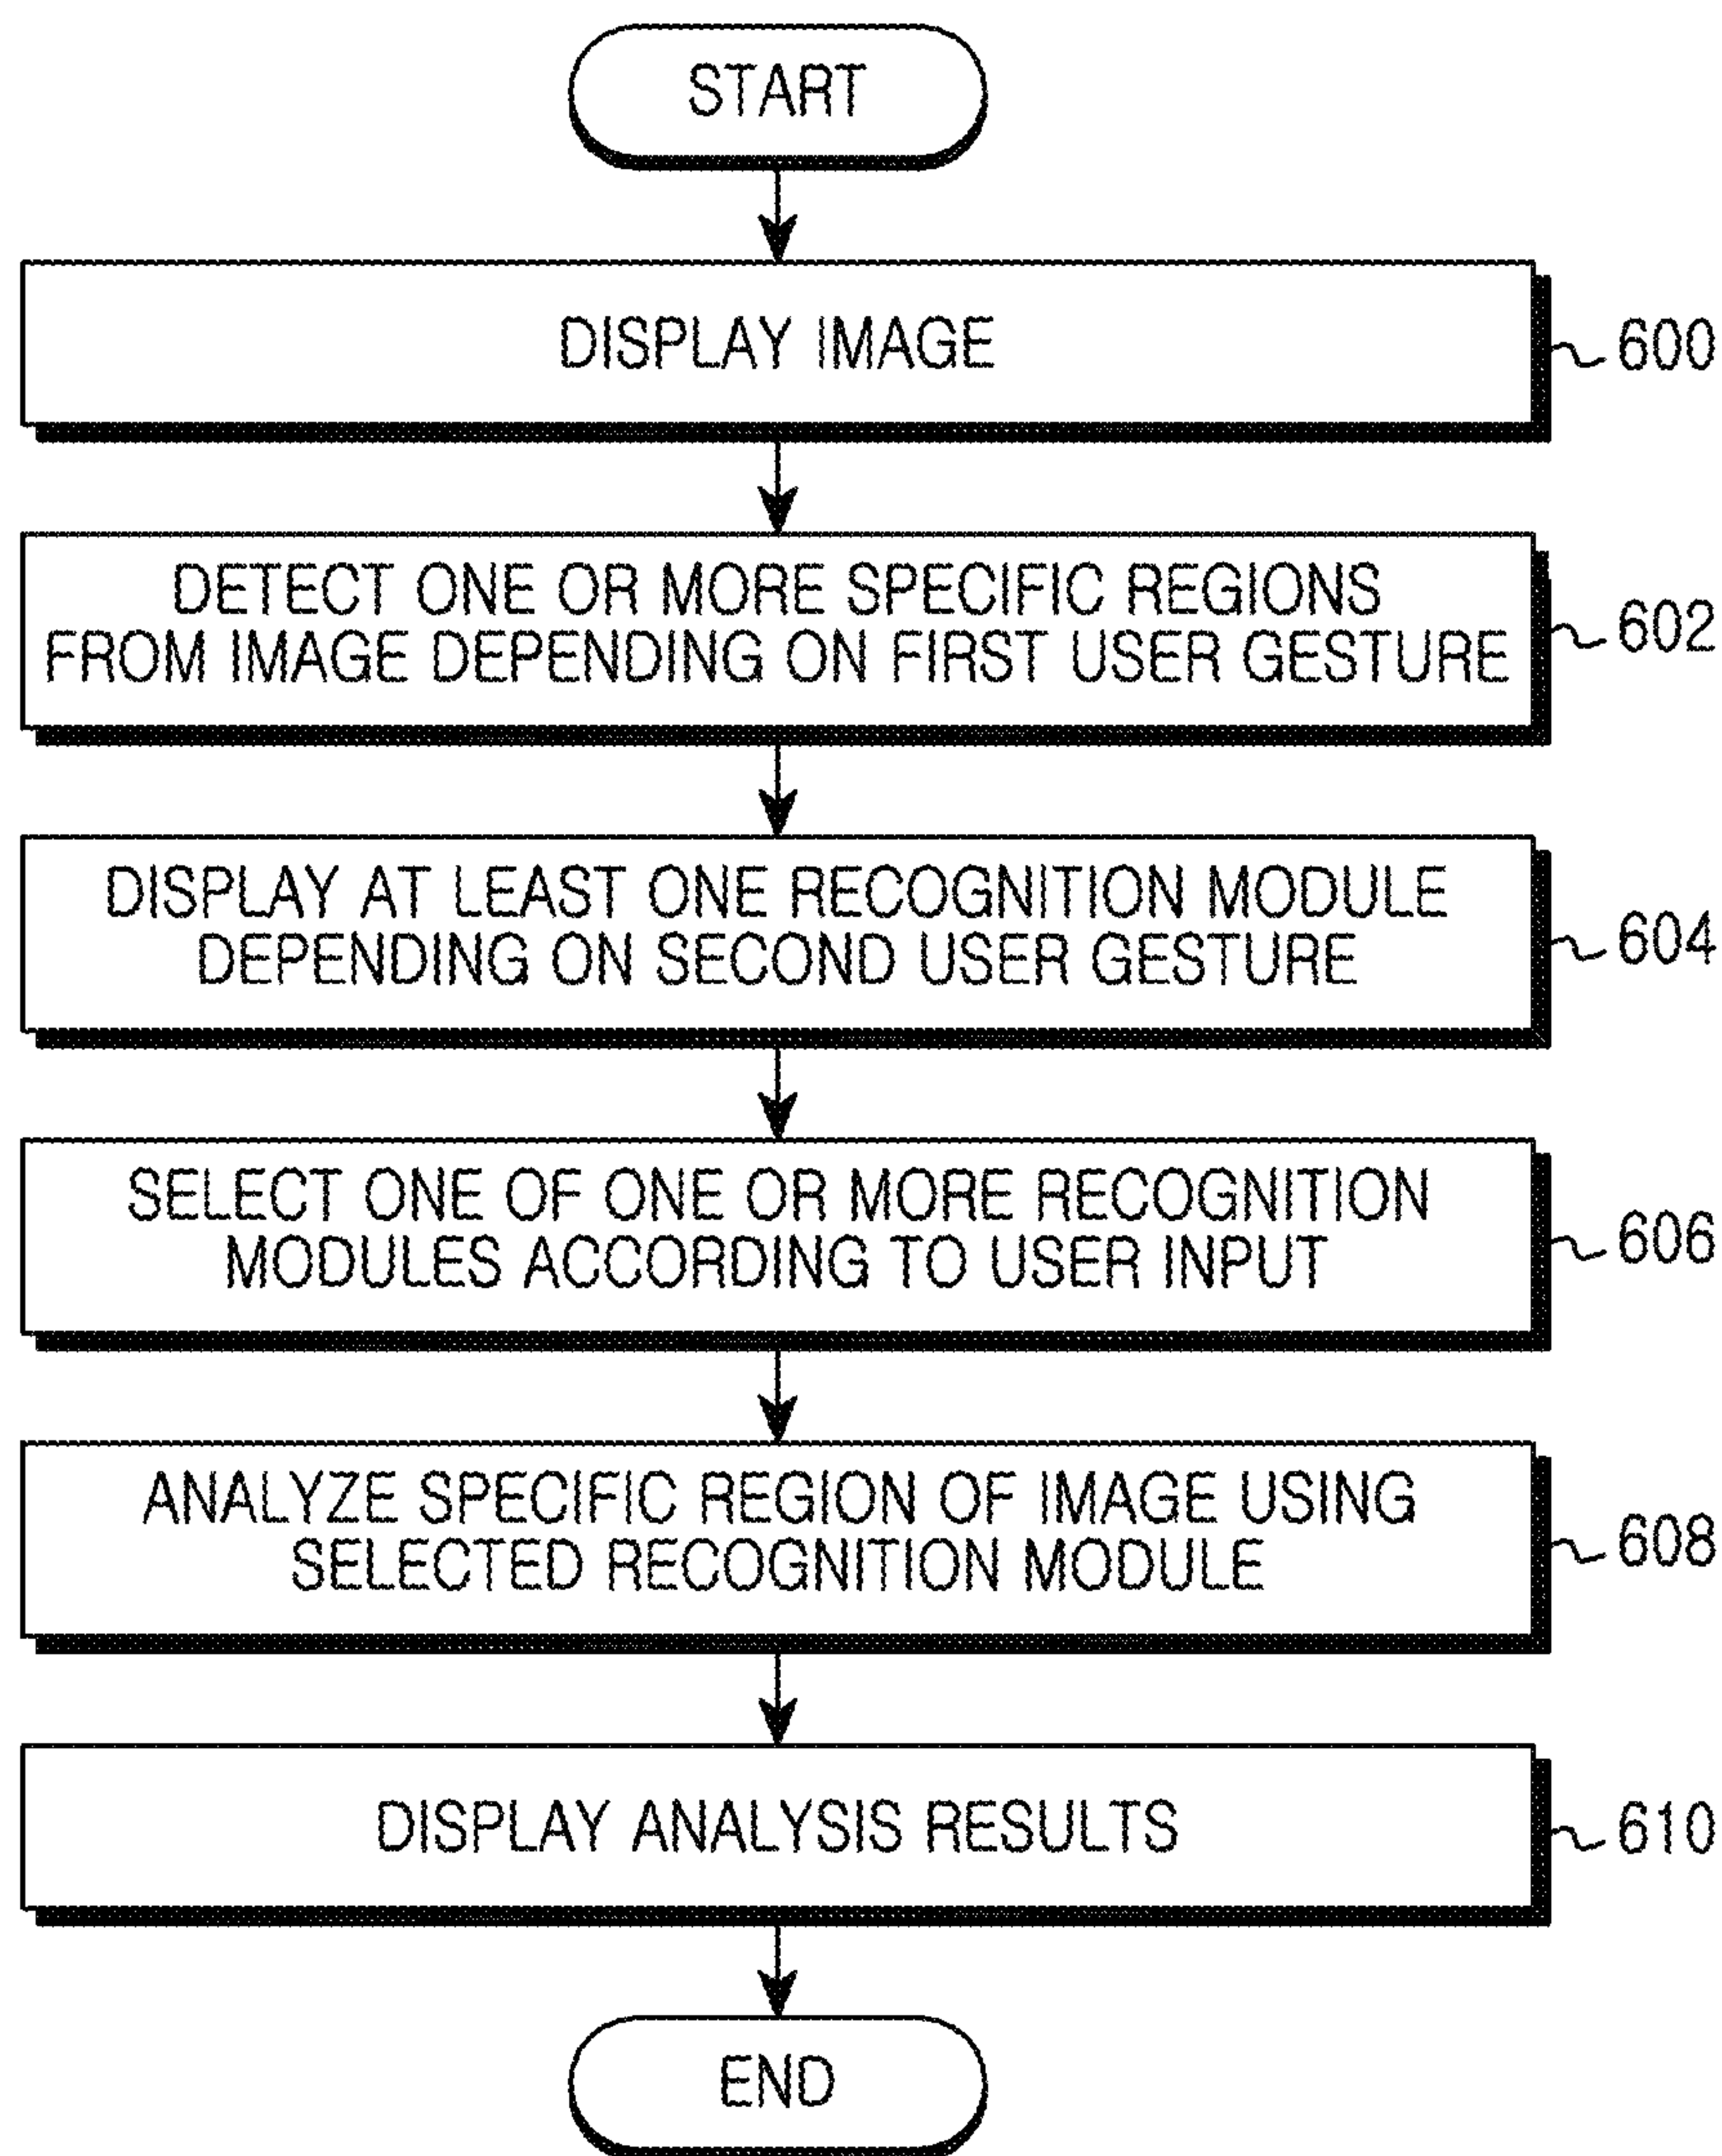 START
DISPLAY IMAGE
600
DETECT ONE OR MORE SPECIFIC REGIONS
FROM IMAGE DEPENDING ON FIRST USER GESTURE
602
DISPLAY AT LEAST ONE RECOGNITION MODULE
DEPENDING ON SECOND USER GESTURE
604
SELECT ONE OF ONE OR MORE RECOGNITION
MODULES ACCORDING TO USER INPUT
606
ANALYZE SPECIFIC REGION OF IMAGE USING
SELECTED RECOGNITION MODULE
608
DISPLAY ANALYSIS RESULTS
610
END